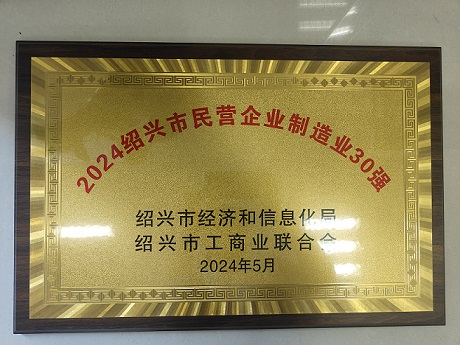 2024绍兴市民营企业制造业30强
绍兴市经济和信息化局
绍兴市工商业联合会
2024年5月